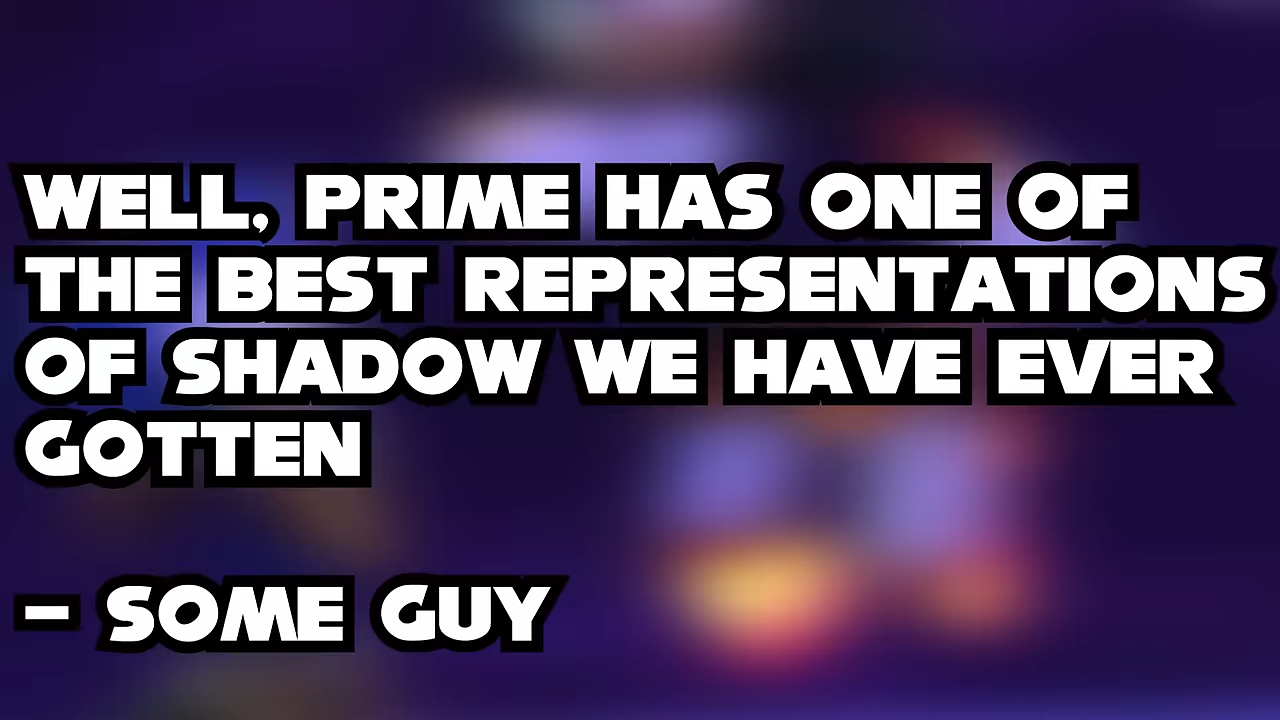 WELL, PRIME HAS ONE OF
THE BEST REPRESENTATIONS
OF SHADOW WE HAVE EVER
GOTTEN
- SOME GUY